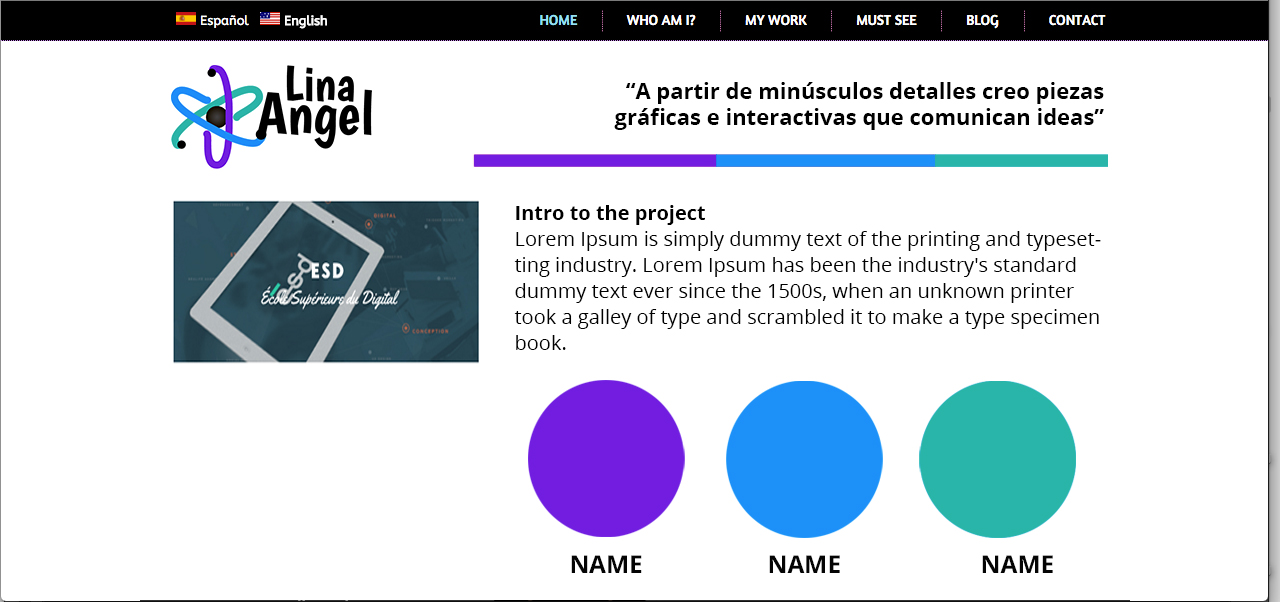 Español English HOME WHO AM I? MY WORK MUST SEE BLOG CONTACT
Lina
Angel
“A partir de minúsculos detalles creo piezas
gráficas e interactivas que comunican ideas”
DIGITAL
esd
ESD
École Supérieure du Digital
CONCEPTION
Intro to the project
Lorem Ipsum is simply dummy text of the printing and typeset-
ting industry. Lorem Ipsum has been the industry's standard
dummy text ever since the 1500s, when an unknown printer
took a galley of type and scrambled it to make a type specimen
book.
NAME NAME NAME